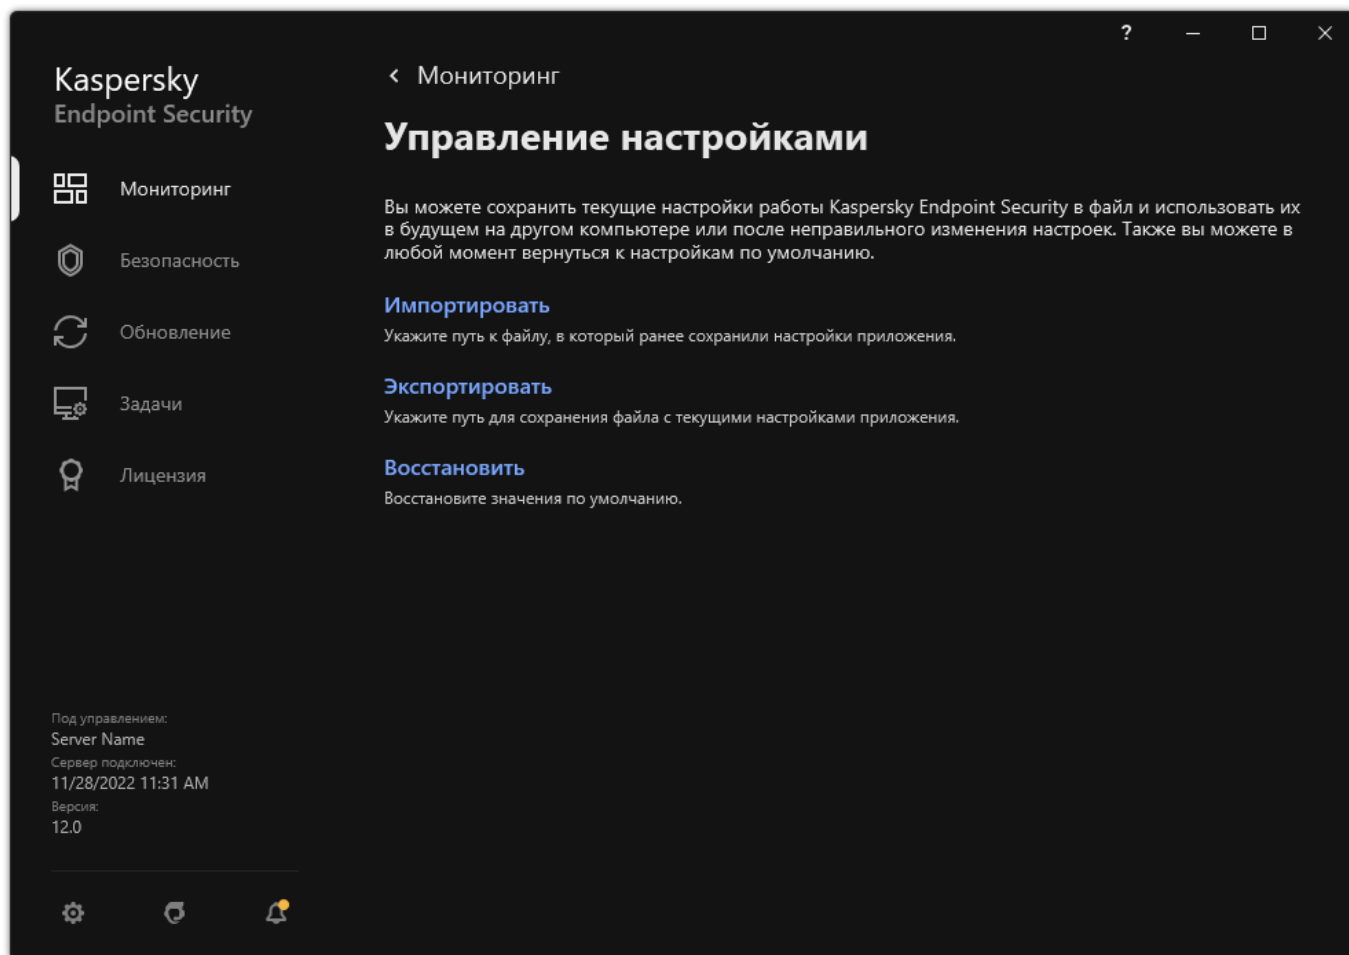 ?
Kaspersky
Endpoint Security
Мониторинг
Безопасность
Обновление
Задачи
Лицензия
Под управлением:
Server Name
Сервер подключен:
11/28/2022 11:31 AM
Версия:
12.0
Мониторинг
Управление настройками
Вы можете сохранить текущие настройки работы Kaspersky Endpoint Security в файл и использовать их
в будущем на другом компьютере или после неправильного изменения настроек. Также вы можете в
любой момент вернуться к настройкам по умолчанию.
Импортировать
Укажите путь к файлу, в который ранее сохранили настройки приложения.
Экспортировать
Укажите путь для сохранения файла с текущими настройками приложения.
Восстановить
Восстановите значения по умолчанию.